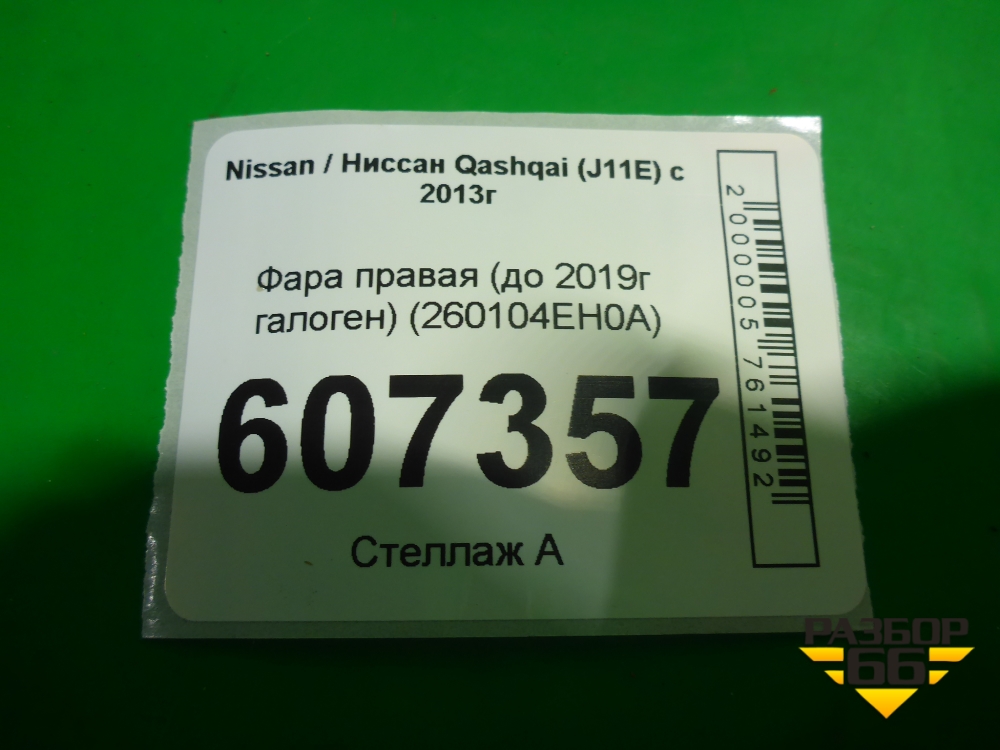 Nissan / Ниссан Qashqai (J11E) с
2013г
Фара правая (до 2019г
галоген) (260104EH0A)
607357
Стеллаж А
2000005761492
РАЗБОР
66